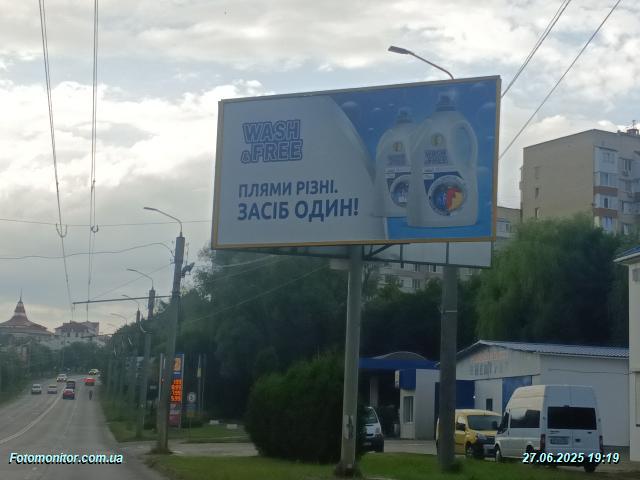 WASH
&FREE
ПЛЯМИ РІЗНІ.
ЗАСІБ ОДИН!
Fotomonitor.com.ua
27.06.2025 19:19